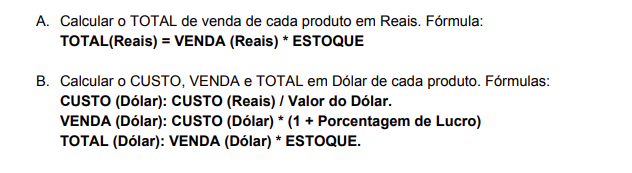 A. Calcular o TOTAL de venda de cada produto em Reais. Fórmula:
TOTAL(Reais) = VENDA (Reais) * ESTOQUE
B. Calcular o CUSTO, VENDA e TOTAL em Dólar de cada produto. Fórmulas:
CUSTO (Dólar): CUSTO (Reais) / Valor do Dólar.
VENDA (Dólar): CUSTO (Dólar) * (1 + Porcentagem de Lucro)
TOTAL (Dólar): VENDA (Dólar) * ESTOQUE.